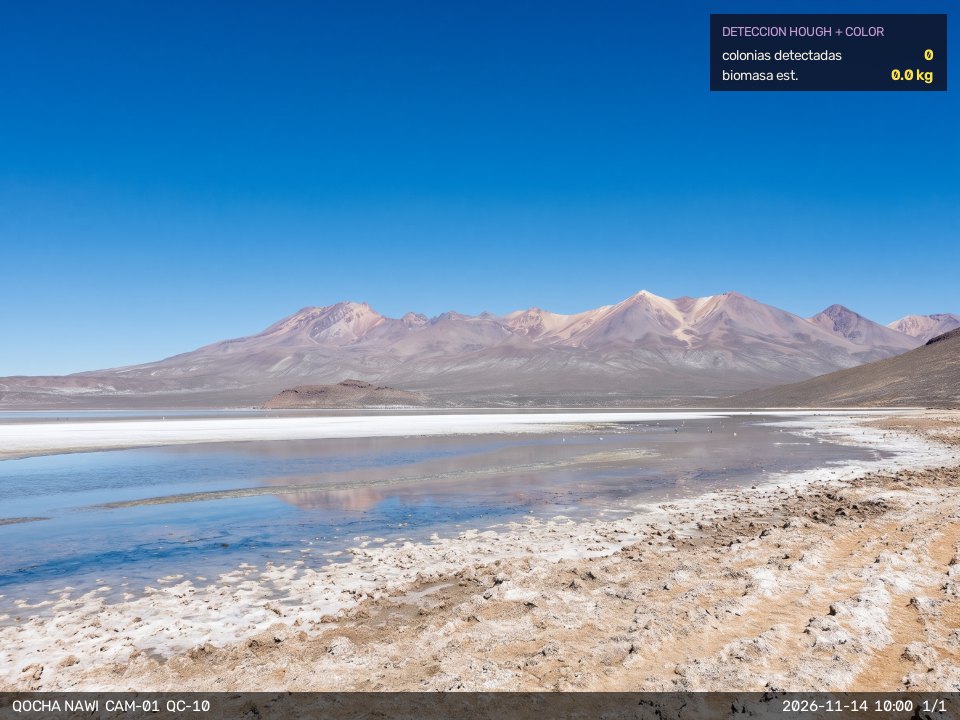 DETECCION HOUGH + COLOR
colonias detectadas 0
biomasa est. 0.0 kg
QOCHA NAWI CAM-01 QC-10 2026-11-14 10:00 1/1